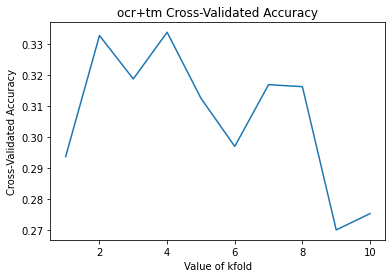 ocr+tm Cross-Validated Accuracy
Cross-Validated Accuracy
0.33
0.32
0.31
0.30
0.29
0.28
0.27
2 4 6 8 10
Value of kfold